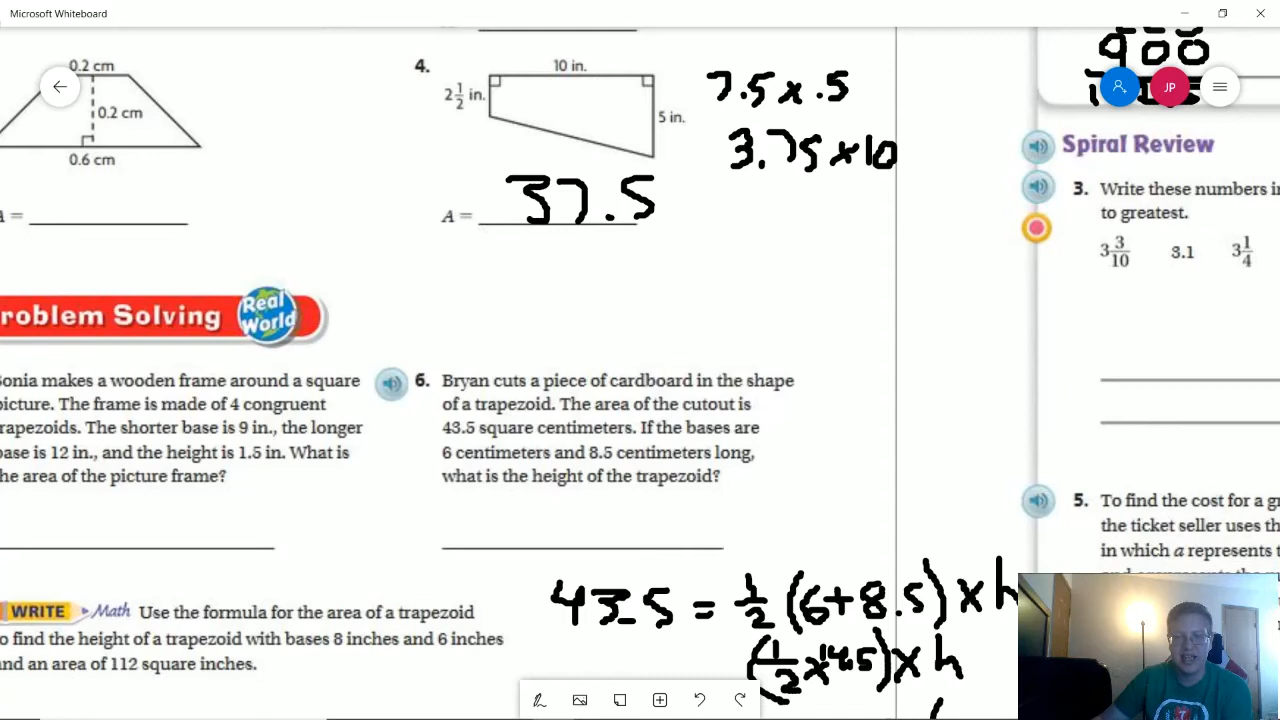 Microsoft Whiteboard
0.2 cm
0.2 cm
0.6 cm
A =
4.
10 in.
2 1/2 in.
5 in.
A = 37.5
7.5 x .5
3.75 x 10
900
JP
Spiral Review
3. Write these numbers in
to greatest.
3 3/10 3.1 3 1/4
roblem Solving
Real World
Sonia makes a wooden frame around a square
picture. The frame is made of 4 congruent
trapezoids. The shorter base is 9 in., the longer
base is 12 in., and the height is 1.5 in. What is
the area of the picture frame?
6. Bryan cuts a piece of cardboard in the shape
of a trapezoid. The area of the cutout is
43.5 square centimeters. If the bases are
6 centimeters and 8.5 centimeters long,
what is the height of the trapezoid?
43.5 = 1/2 (6+8.5) x h
(1/2 x 14.5) x h
5. To find the cost for a gr
the ticket seller uses th
in which a represents t
WRITE Math Use the formula for the area of a trapezoid
to find the height of a trapezoid with bases 8 inches and 6 inches
and an area of 112 square inches.